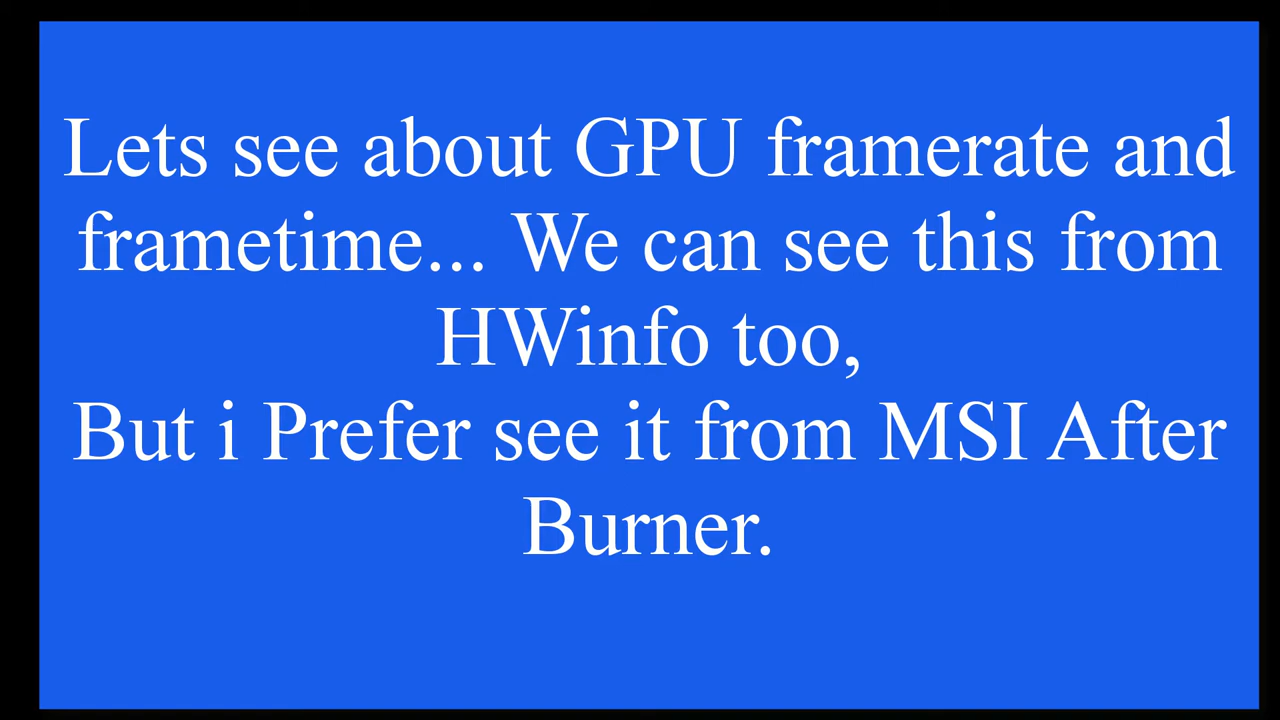 Lets see about GPU framerate and
frametime... We can see this from
HWinfo too,
But i Prefer see it from MSI After
Burner.